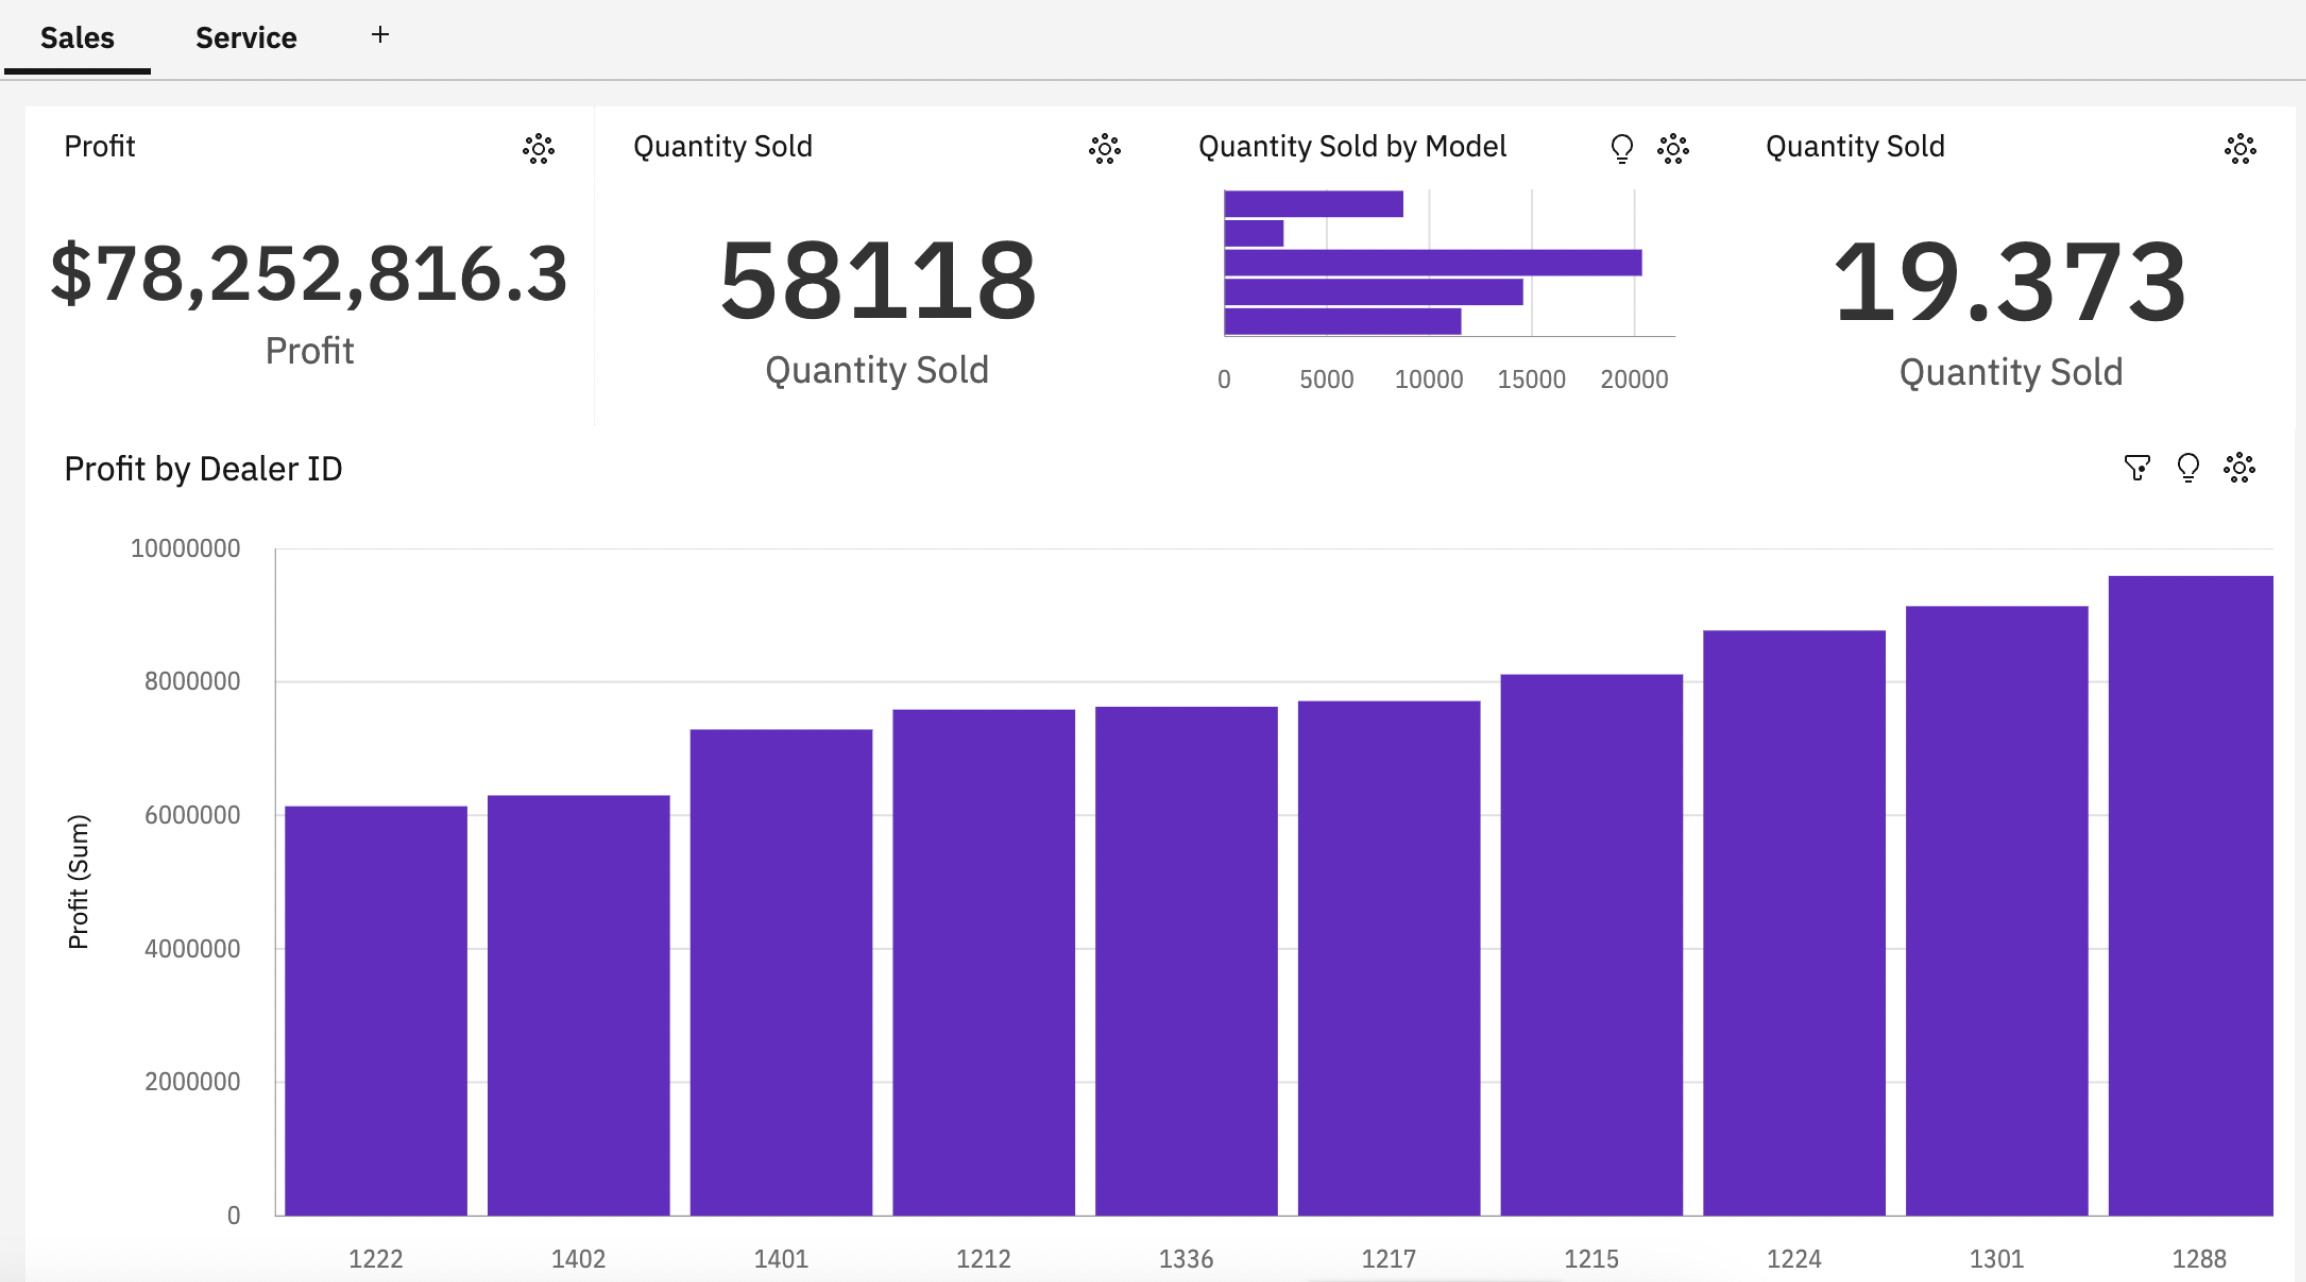 Sales Service +
Profit
$78,252,816.3
Profit
Quantity Sold
58118
Quantity Sold
Quantity Sold by Model
0 5000 10000 15000 20000
Quantity Sold
19.373
Quantity Sold
Profit by Dealer ID
Profit (Sum)
10000000
8000000
6000000
4000000
2000000
0
1222 1402 1401 1212 1336 1217 1215 1224 1301 1288